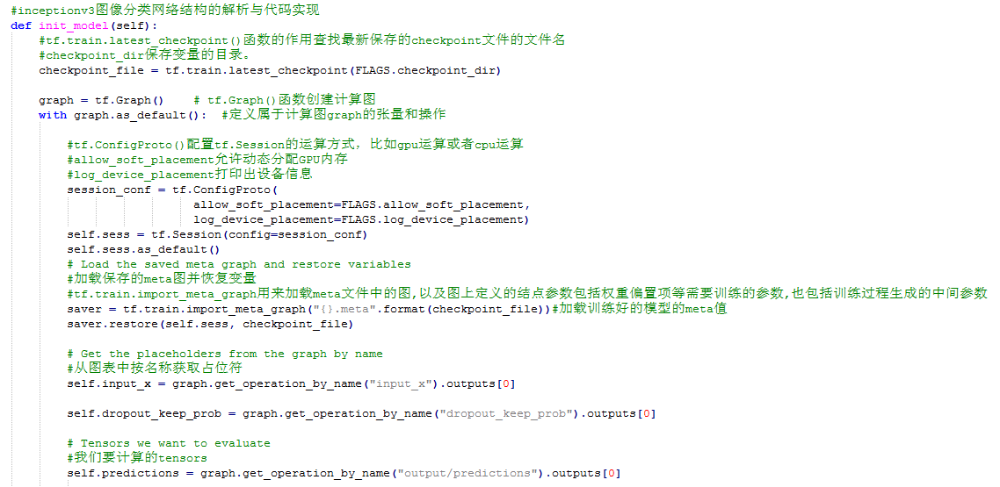 #inceptionv3图像分类网络结构的解析与代码实现
def init_model(self):
#tf.train.latest_checkpoint()函数的作用查找最新保存的checkpoint文件的文件名
#checkpoint_dir保存变量的目录。
checkpoint_file = tf.train.latest_checkpoint(FLAGS.checkpoint_dir)
graph = tf.Graph() # tf.Graph()函数创建计算图
with graph.as_default(): #定义属于计算图graph的张量和操作
#tf.ConfigProto()配置tf.Session的运算方式，比如gpu运算或者cpu运算
#allow_soft_placement允许动态分配GPU内存
#log_device_placement打印出设备信息
session_conf = tf.ConfigProto(
allow_soft_placement=FLAGS.allow_soft_placement,
log_device_placement=FLAGS.log_device_placement)
self.sess = tf.Session(config=session_conf)
self.sess.as_default()
# Load the saved meta graph and restore variables
#加载保存的meta图并恢复变量
#tf.train.import_meta_graph用来加载meta文件中的图,以及图上定义的结点参数包括权重偏置项等需要训练的参数,也包括训练过程生成的中间参数
saver = tf.train.import_meta_graph("{}.meta".format(checkpoint_file))#加载训练好的模型的meta值
saver.restore(self.sess, checkpoint_file)
# Get the placeholders from the graph by name
#从图表中按名称获取占位符
self.input_x = graph.get_operation_by_name("input_x").outputs[0]
self.dropout_keep_prob = graph.get_operation_by_name("dropout_keep_prob").outputs[0]
# Tensors we want to evaluate
#我们要计算的tensors
self.predictions = graph.get_operation_by_name("output/predictions").outputs[0]